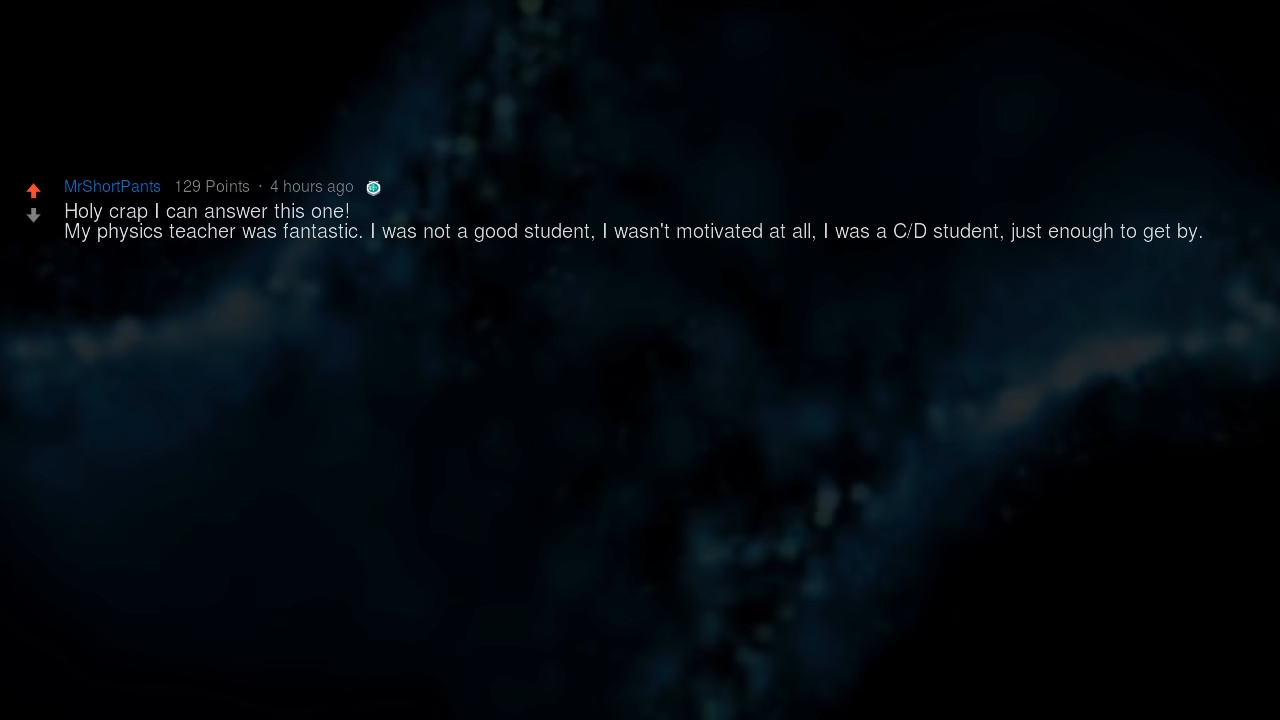 MrShortPants 129 Points · 4 hours ago
Holy crap I can answer this one!
My physics teacher was fantastic. I was not a good student, I wasn't motivated at all, I was a C/D student, just enough to get by.